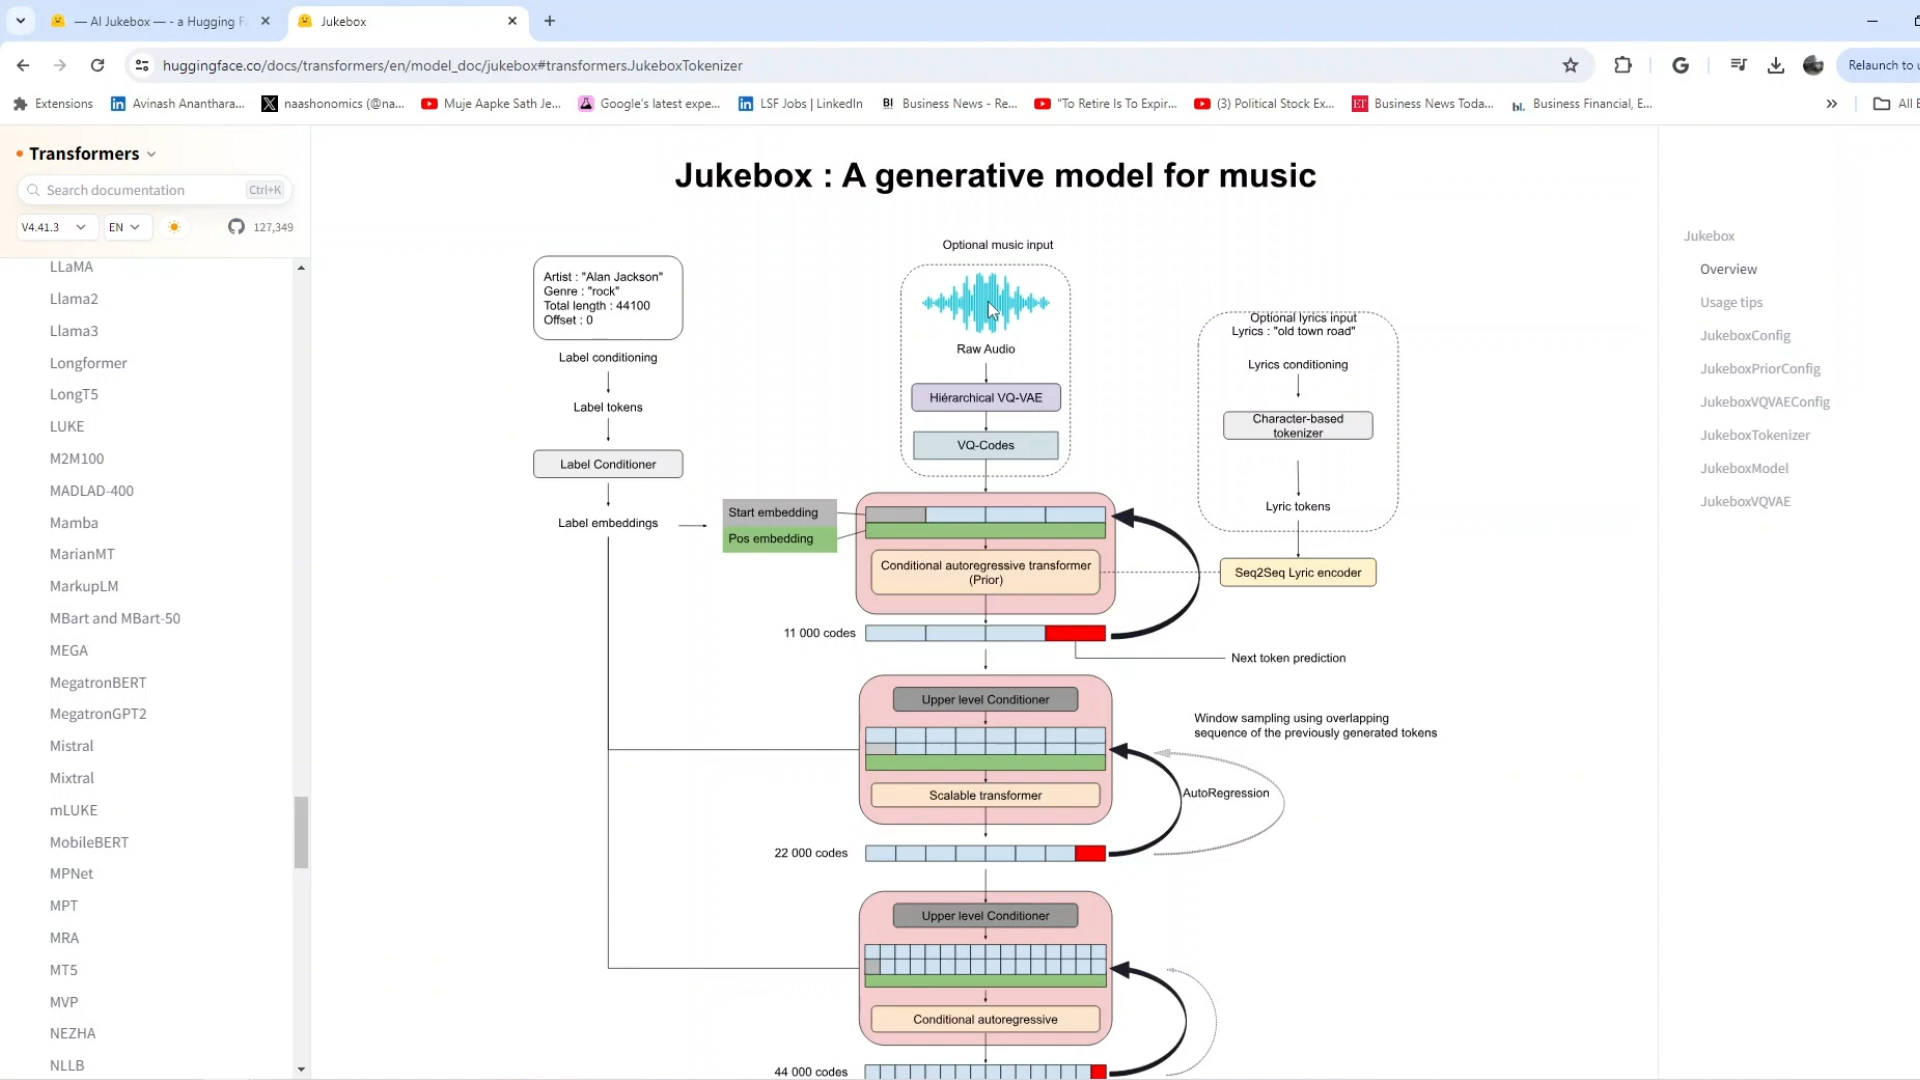 — AI Jukebox — - a Hugging F
Jukebox
huggingface.co/docs/transformers/en/model_doc/jukebox#transformers.JukeboxTokenizer
Relaunch to u
Extensions
Avinash Ananthara...
naashonomics (@na...
Muje Aapke Sath Je...
Google's latest expe...
LSF Jobs | LinkedIn
BI Business News - Re...
"To Retire Is To Expir...
(3) Political Stock Ex...
ET Business News Toda...
bl. Business Financial, E...
All B
Transformers
Search documentation
Ctrl+K
V4.41.3
EN
127,349
LLaMA
Llama2
Llama3
Longformer
LongT5
LUKE
M2M100
MADLAD-400
Mamba
MarianMT
MarkupLM
MBart and MBart-50
MEGA
MegatronBERT
MegatronGPT2
Mistral
Mixtral
mLUKE
MobileBERT
MPNet
MPT
MRA
MT5
MVP
NEZHA
NLLB
Jukebox : A generative model for music
Artist : "Alan Jackson"
Genre : "rock"
Total length : 44100
Offset : 0
Label conditioning
Label tokens
Label Conditioner
Label embeddings
Start embedding
Pos embedding
Optional music input
Raw Audio
Hiérarchical VQ-VAE
VQ-Codes
Conditional autoregressive transformer
(Prior)
Optional lyrics input
Lyrics : "old town road"
Lyrics conditioning
Character-based
tokenizer
Lyric tokens
Seq2Seq Lyric encoder
11 000 codes
Next token prediction
Upper level Conditioner
Scalable transformer
Window sampling using overlapping
sequence of the previously generated tokens
AutoRegression
22 000 codes
Upper level Conditioner
Conditional autoregressive
44 000 codes
Jukebox
Overview
Usage tips
JukeboxConfig
JukeboxPriorConfig
JukeboxVQVAEConfig
JukeboxTokenizer
JukeboxModel
JukeboxVQVAE